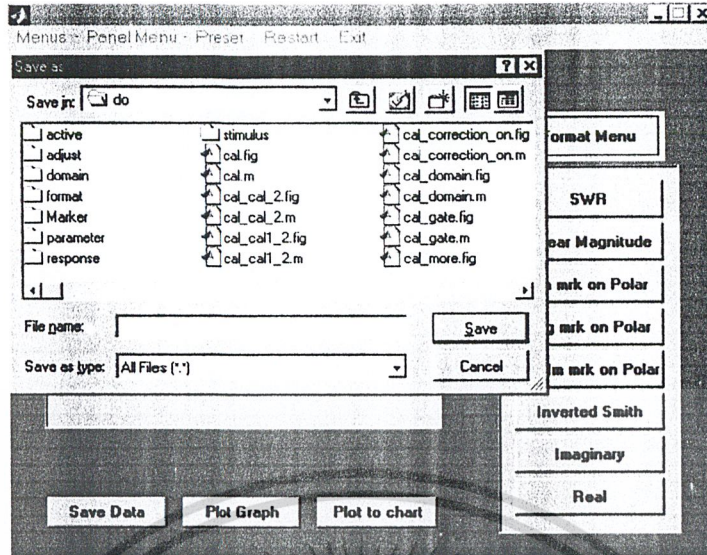 Menus - Panel Menu - Preset Restart Exit
Save as
Save in: do
active
adjust
domain
format
Marker
parameter
response
stimulus
cal.fig
cal.m
cal_cal_2.fig
cal_cal_2.m
cal_cal1_2.fig
cal_cal1_2.m
cal_correction_on.fig
cal_correction_on.m
cal_domain.fig
cal_domain.m
cal_gate.fig
cal_gate.m
cal_more.fig
File name:
Save
Save as type: All Files (*.*)
Cancel
Format Menu
SWR
ear Magnitude
mrk on Polar
g mrk on Polar
Im mrk on Polar
Inverted Smith
Imaginary
Real
Save Data
Plot Graph
Plot to chart